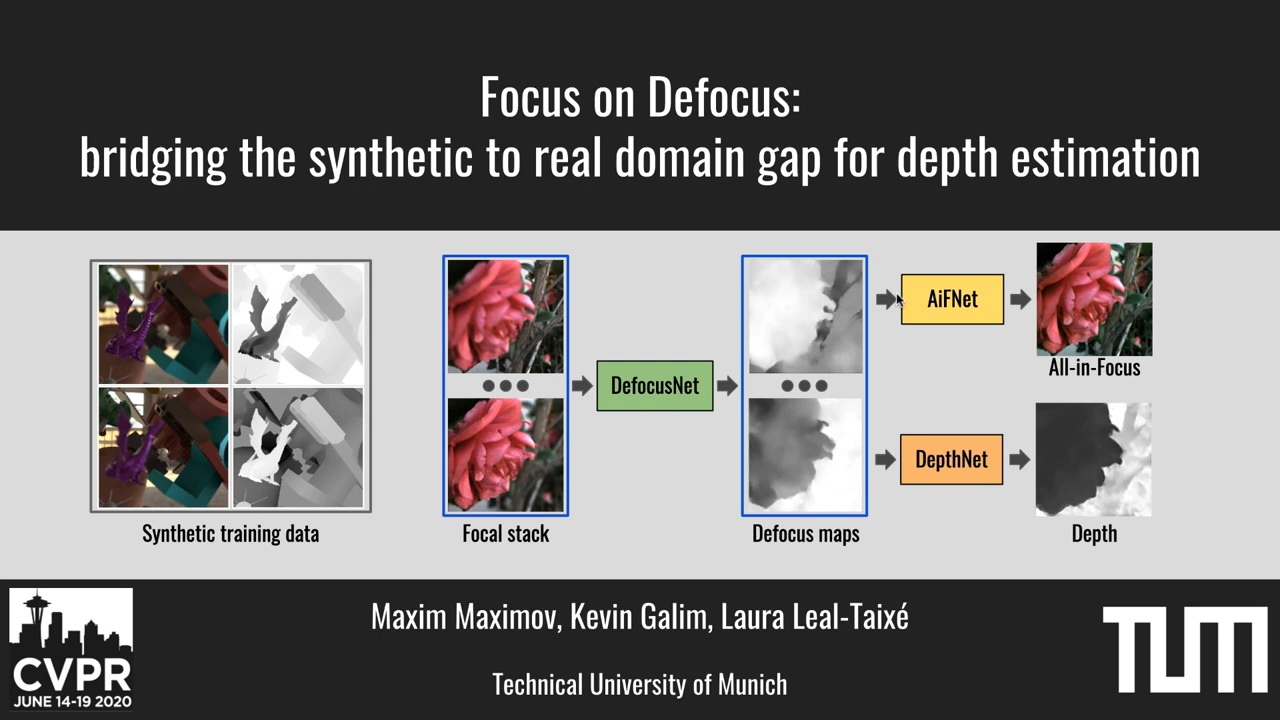 Focus on Defocus:
bridging the synthetic to real domain gap for depth estimation
AiFNet
All-in-Focus
DefocusNet
DepthNet
Synthetic training data
Focal stack
Defocus maps
Depth
Maxim Maximov, Kevin Galim, Laura Leal-Taixé
Technical University of Munich
CVPR
JUNE 14-19 2020
TUM